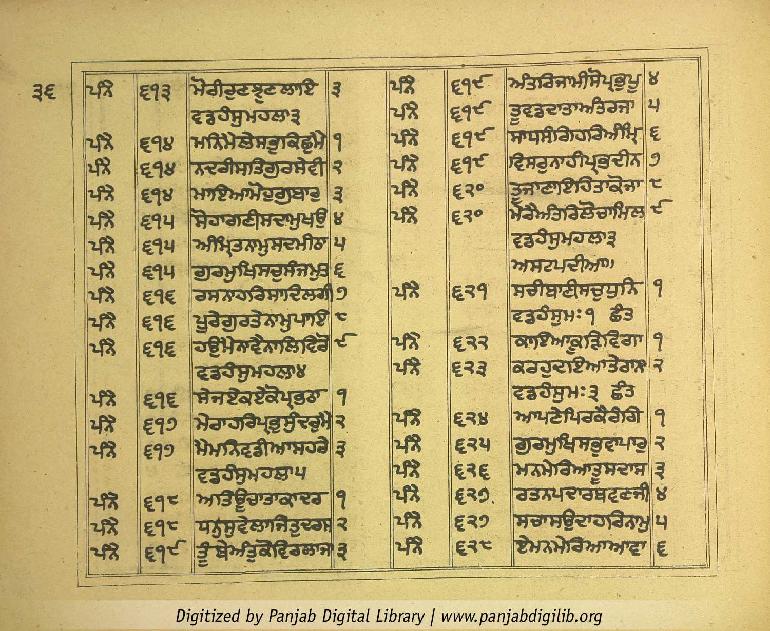 ੩੬
ਪੰਨੇ ੬੧੩ ਮੋਰੀਰੁਣਝੁਣਲਾਇ ੩
ਵਡਹੰਸੁਮਹਲਾ੩
ਪੰਨੇ ੬੧੪ ੧
ਪੰਨੇ ੬੧੪ ਨਦਰੀਸਤਿਗੁਰਸੇਵੀ ੨
ਪੰਨੇ ੬੧੪ ਮਾਇਆਮੋਹੁਗੁਬਾਰੁ ੩
ਪੰਨੇ ੬੧੫ ਸੋਹਾਗਣੀਸਦਾਮੁਖਉ ੪
ਪੰਨੇ ੬੧੫ ਅੰਮ੍ਰਿਤਨਾਮੁਸਦਮੀਠਾ ੫
ਪੰਨੇ ੬੧੫ ਗੁਰਮੁਖਿਸਚੁਸੰਜਮੁਤ ੬
ਪੰਨੇ ੬੧੬ ਰਸਨਾਹਰਿਸਾਦਿਲਗੀ ੭
ਪੰਨੇ ੬੧੬ ਪੂਰੇਗੁਰਤੇਨਾਮੁਪਾਇ ੮
ਪੰਨੇ ੬੧੬ ਹਉਮੈਨਾਵੈਨਾਲਿਵਿਰੋ ੯
ਵਡਹੰਸੁਮਹਲਾ੪
ਪੰਨੇ ੬੧੬ ਸੇਜਏਕਏਕੋਪ੍ਰਭੁਠਾ ੧
ਪੰਨੇ ੬੧੭ ਮੇਰਾਹਰਿਪ੍ਰਭੁਸੁੰਦਰੁਮੈ ੨
ਪੰਨੇ ੬੧੭ ਮੈਮਨਿਵਡੀਆਸਹਰੇ ੩
ਵਡਹੰਸੁਮਹਲਾ੫
ਪੰਨੇ ੬੧੮ ਅਤਿਊਚਾਤਾਕਾਦਰ ੧
ਪੰਨੇ ੬੧੮ ਧਨੁਸੁਵੇਲਾਜਿਤੁਦਰਸ ੨
ਪੰਨੇ ੬੧੯ ਤੂੰਬੇਅੰਤੁਕੋਵਿਰਲਾਜਾ ੩
ਪੰਨੇ ੬੧੯ ਅੰਤਰਿਜਾਮੀਸੋਪ੍ਰਭੁਪੂ ੪
ਪੰਨੇ ੬੧੯ ਤੂਵਡਦਾਤਾਅੰਤਰਜਾ ੫
ਪੰਨੇ ੬੧੯ ਸਾਧਸੰਗਿਹਰਿਅੰਮ੍ਰਿ ੬
ਪੰਨੇ ੬੧੯ ਵਿਸਰੁਨਾਹੀਪ੍ਰਭਦੀਨ ੭
ਪੰਨੇ ੬੨੦ ਤੂਜਾਣਾਇਹਿਤਾਕੋਜਾ ੮
ਪੰਨੇ ੬੨੦ ਮੇਰੈਅੰਤਰਿਲੋਚਾਮਿਲ ੯
ਵਡਹੰਸੁਮਹਲਾ੩
ਅਸਟਪਦੀਆ॥
ਪੰਨੇ ੬੨੧ ਸਚੀਬਾਣੀਸਚੁਧੁਨਿ ੧
ਵਡਹੰਸੁਮਃ੧ ਛੰਤ
ਪੰਨੇ ੬੨੨ ਕਾਇਆਕੂੜਿਵਿਗਾ ੧
ਪੰਨੇ ੬੨੩ ਕਰਹੁਦਇਆਤੇਰਾਨਾ ੨
ਵਡਹੰਸੁਮਃ੩ ਛੰਤ
ਪੰਨੇ ੬੨੪ ਆਪਣੇਪਿਰਕੈਰੰਗਿ ੧
ਪੰਨੇ ੬੨੫ ਗੁਰਮੁਖਿਸਭੁਵਾਪਾਰੁ ੨
ਪੰਨੇ ੬੨੬ ਮਨਮੇਰਿਆਤੂਸਦਾਸ ੩
ਪੰਨੇ ੬੨੭ ਰਤਨਪਦਾਰਥਵਣਜੀ ੪
ਪੰਨੇ ੬੨੭ ਸਚਾਸਉਦਾਹਰਿਨਾਮੁ ੫
ਪੰਨੇ ੬੨੮ ਏਮਨਮੇਰਿਆਆਵਾ ੬
Digitized by Panjab Digital Library | www.panjabdigilib.org